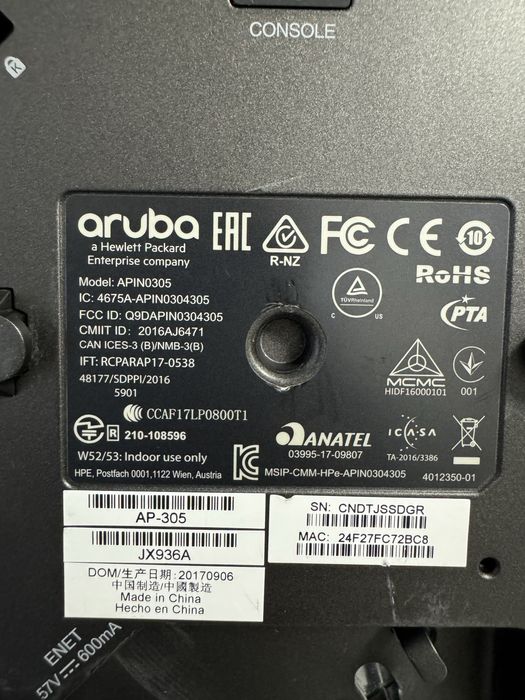 CONSOLE
K
aruba
a Hewlett Packard
Enterprise company
EAC
R-NZ
FC CE 10
RoHS
Model: APIN0305
IC: 4675A-APIN0304305
FCC ID: Q9DAPIN0304305
CMIIT ID: 2016AJ6471
CAN ICES-3 (B)/NMB-3(B)
IFT: RCPARAP17-0538
48177/SDPPI/2016
5901
TÜVRheinland
C US
PTA
MCMC
HIDF16000101
001
CCAF17LP0800T1
R 210-108596
ANATEL
03995-17-09807
ICASA
TA-2016/3386
W52/53: Indoor use only
MSIP-CMM-HPe-APIN0304305
HPE, Postfach 0001,1122 Wien, Austria
4012350-01
AP-305
JX936A
DOM/生产日期: 20170906
中国制造/中國製造
Made in China
Hecho en China
SN: CNDTJSSDGR
MAC: 24F27FC72BC8
ENET
57V 600mA